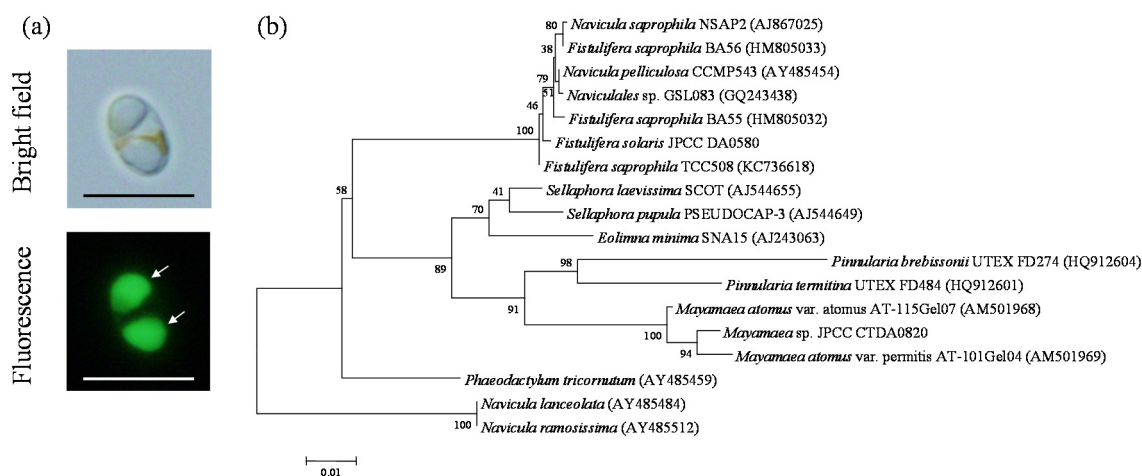 (a)
Bright field
Fluorescence
(b)
80
Navicula saprophila NSAP2 (AJ867025)
38
Fistulifera saprophila BA56 (HM805033)
79
Navicula pelliculosa CCMP543 (AY485454)
51
Naviculales sp. GSL083 (GQ243438)
46
Fistulifera saprophila BA55 (HM805032)
100
Fistulifera solaris JPCC DA0580
Fistulifera saprophila TCC508 (KC736618)
58
41
Sellaphora laevissima SCOT (AJ544655)
70
Sellaphora pupula PSEUDOCAP-3 (AJ544649)
Eolimna minima SNA15 (AJ243063)
89
98
Pinnularia brebissonii UTEX FD274 (HQ912604)
Pinnularia termitina UTEX FD484 (HQ912601)
91
Mayamaea atomus var. atomus AT-115Gel07 (AM501968)
100
Mayamaea sp. JPCC CTDA0820
94
Mayamaea atomus var. permitis AT-101Gel04 (AM501969)
Phaeodactylum tricornutum (AY485459)
Navicula lanceolata (AY485484)
100
Navicula ramosissima (AY485512)
0.01